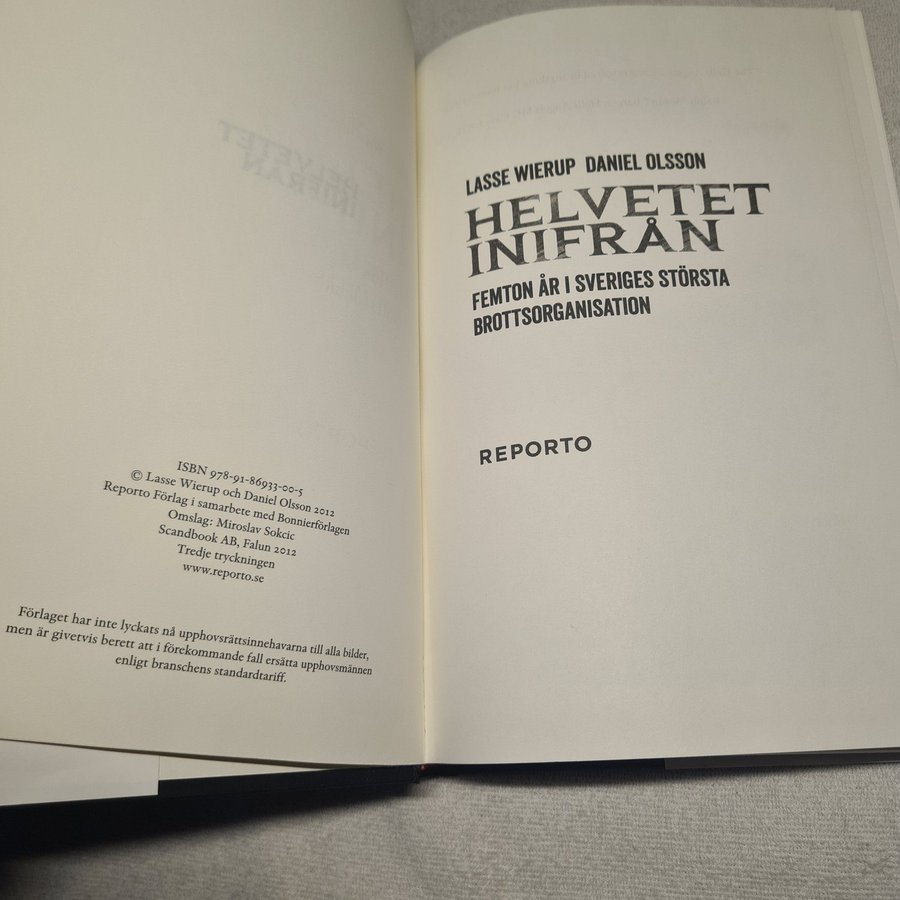 ISBN 978-91-86933-00-5
© Lasse Wierup och Daniel Olsson 2012
Reporto Förlag i samarbete med Bonnierförlagen
Omslag: Miroslav Sokcic
Scandbook AB, Falun 2012
Tredje tryckningen
www.reporto.se
Förlaget har inte lyckats nå upphovsrättsinnehavarna till alla bilder,
men är givetvis berett att i förekommande fall ersätta upphovsmännen
enligt branschens standardtariff.
LASSE WIERUP DANIEL OLSSON
HELVETET
INIFRÅN
FEMTON ÅR I SVERIGES STÖRSTA
BROTTSORGANISATION
REPORTO